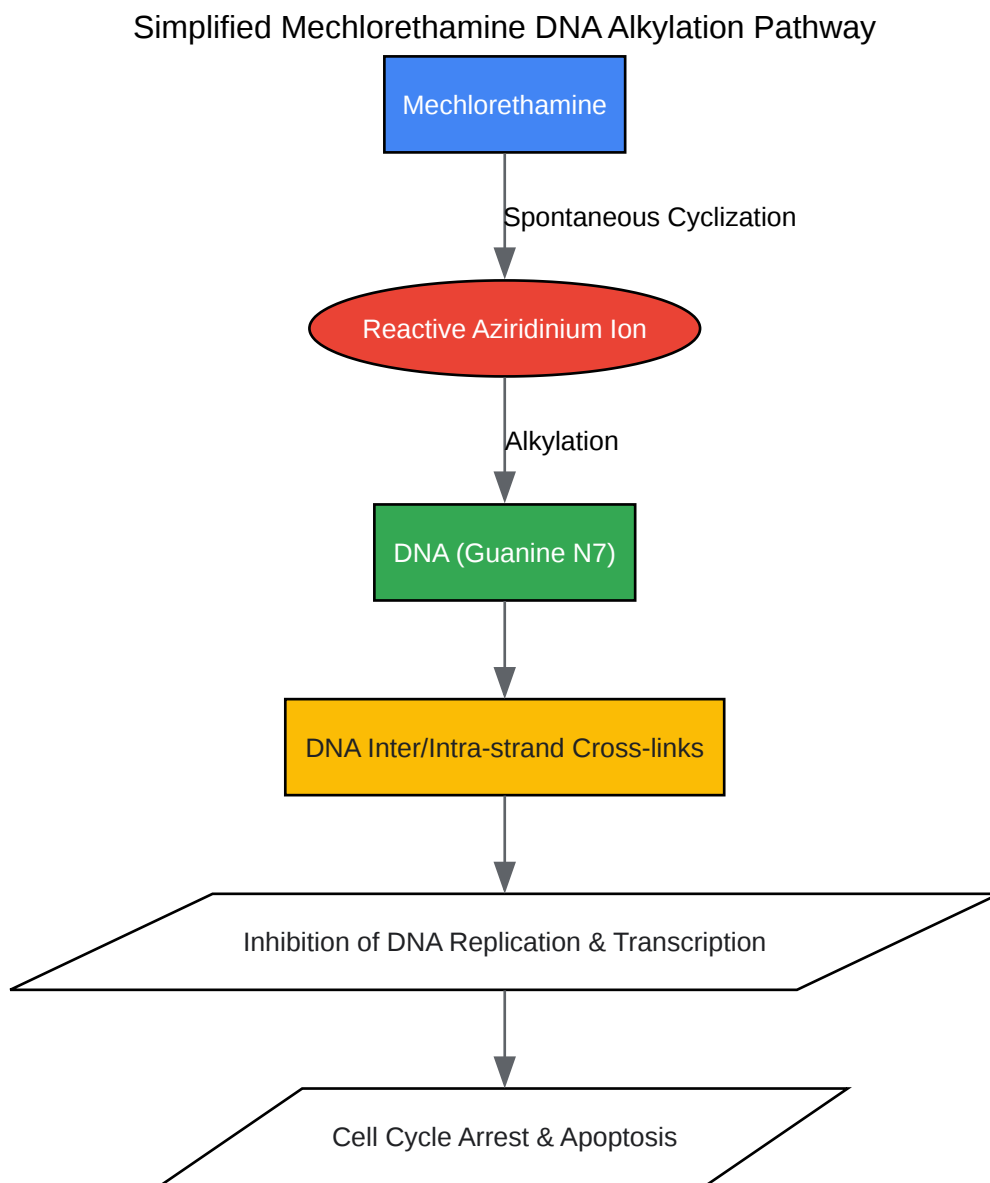 Simplified Mechlorethamine DNA Alkylation Pathway
Mechlorethamine
Spontaneous Cyclization
Reactive Aziridinium Ion
Alkylation
DNA (Guanine N7)
DNA Inter/Intra-strand Cross-links
Inhibition of DNA Replication & Transcription
Cell Cycle Arrest & Apoptosis